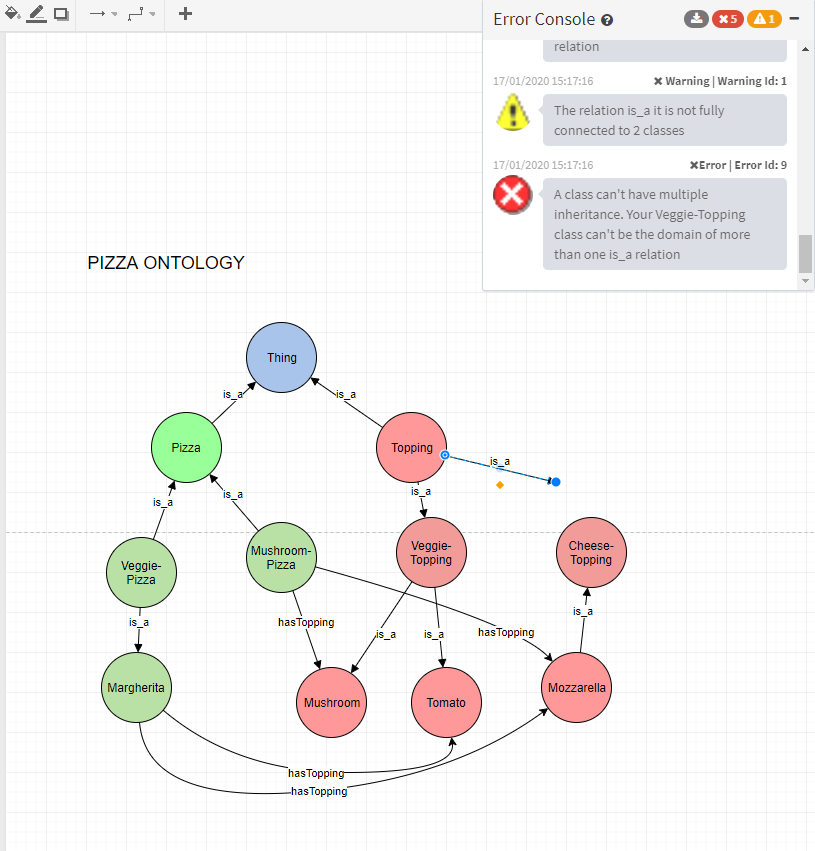 Error Console ?
5
1
relation
17/01/2020 15:17:16
✖ Warning | Warning Id: 1
The relation is_a it is not fully
connected to 2 classes
17/01/2020 15:17:16
✖Error | Error Id: 9
A class can't have multiple
inheritance. Your Veggie-Topping
class can't be the domain of more
than one is_a relation
PIZZA ONTOLOGY
Thing
is_a
is_a
Pizza
Topping
is_a
is_a
is_a
is_a
Mushroom-
Pizza
Veggie-
Topping
Cheese-
Topping
Veggie-
Pizza
is_a
is_a
hasTopping
is_a
is_a
hasTopping
Margherita
Mushroom
Tomato
Mozzarella
hasTopping
hasTopping